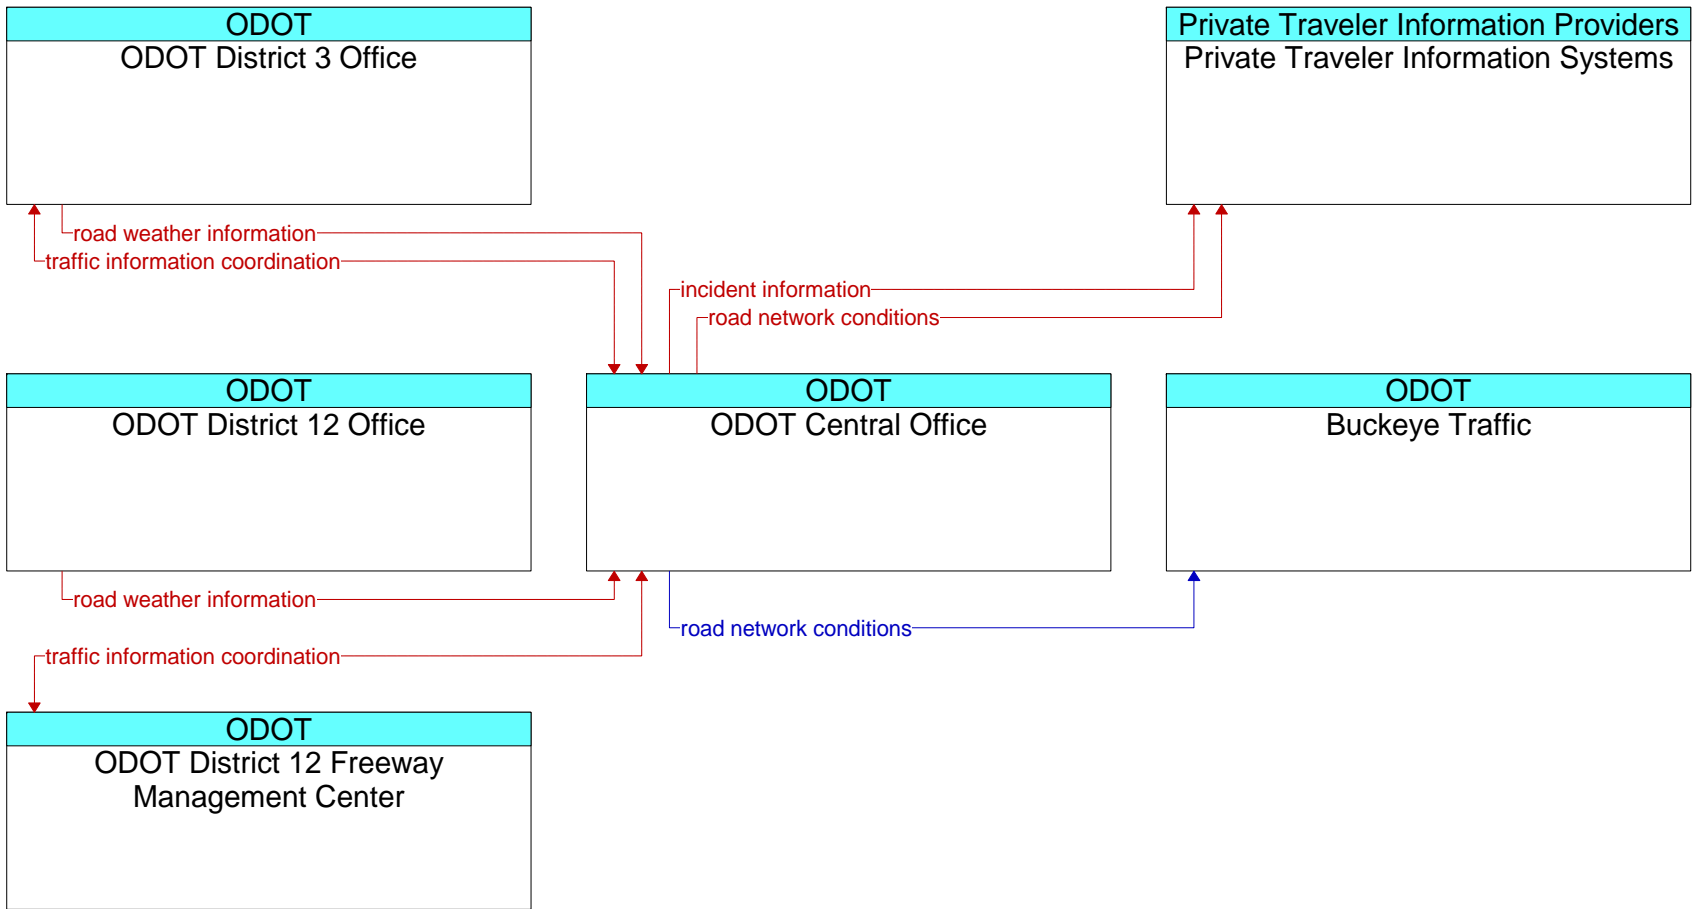 ODOT
ODOT District 3 Office
Private Traveler Information Providers
Private Traveler Information Systems
road weather information
traffic information coordination
incident information
road network conditions
ODOT
ODOT District 12 Office
ODOT
ODOT Central Office
ODOT
Buckeye Traffic
road weather information
road network conditions
traffic information coordination
ODOT
ODOT District 12 Freeway
Management Center